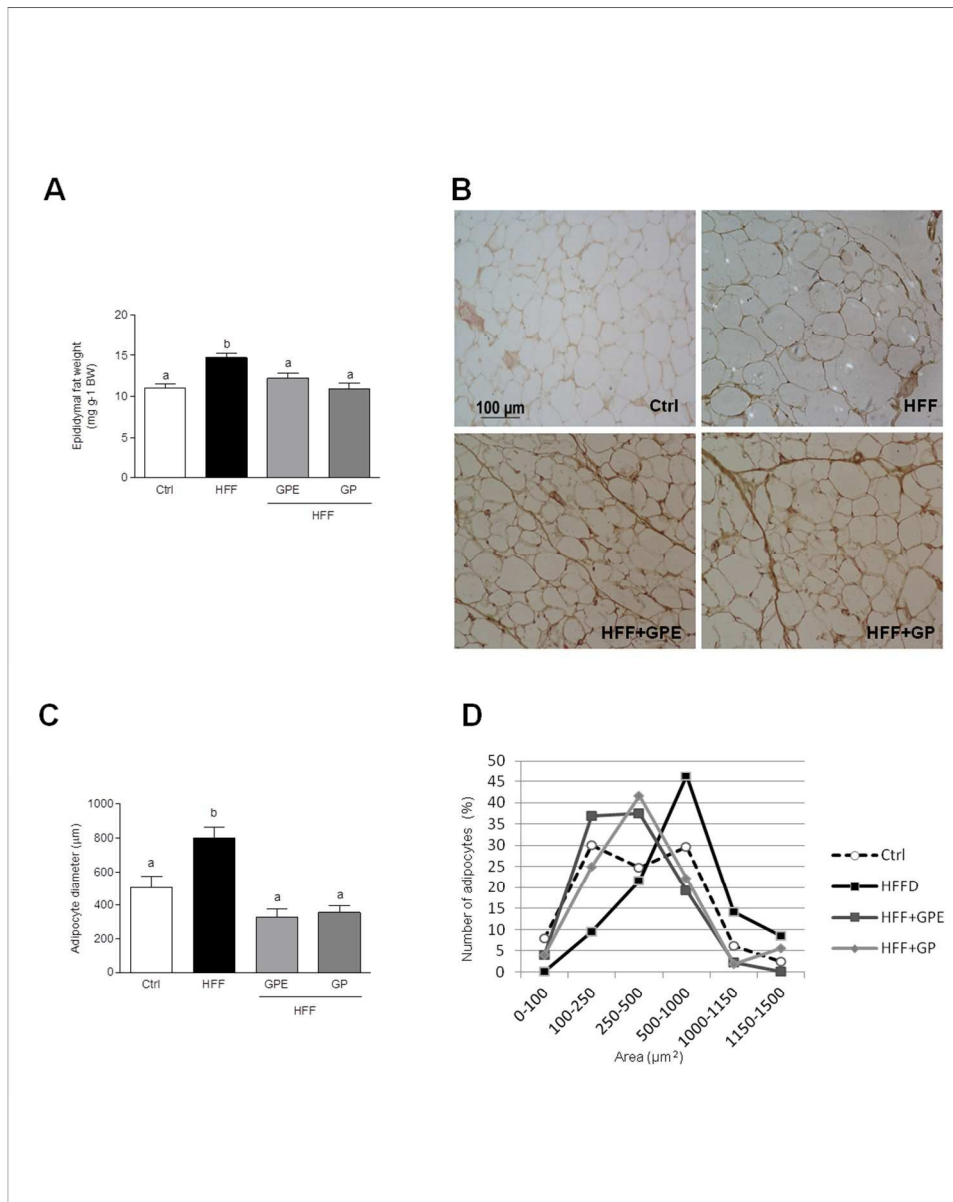 A
B
Epididymal fat weight
(mg g-1 BW)
20
15
10
5
0
a
b
a
a
Ctrl
HFF
GPE
GP
HFF
100 µm
Ctrl
HFF
HFF+GPE
HFF+GP
C
D
Adipocyte diameter (µm)
1000
800
600
400
200
0
a
b
a
a
Ctrl
HFF
GPE
GP
HFF
Number of adipocytes (%)
50
45
40
35
30
25
20
15
10
5
0
0-100
100-250
250-500
500-1000
1000-1150
1150-1500
Area (µm²)
Ctrl
HFFD
HFF+GPE
HFF+GP